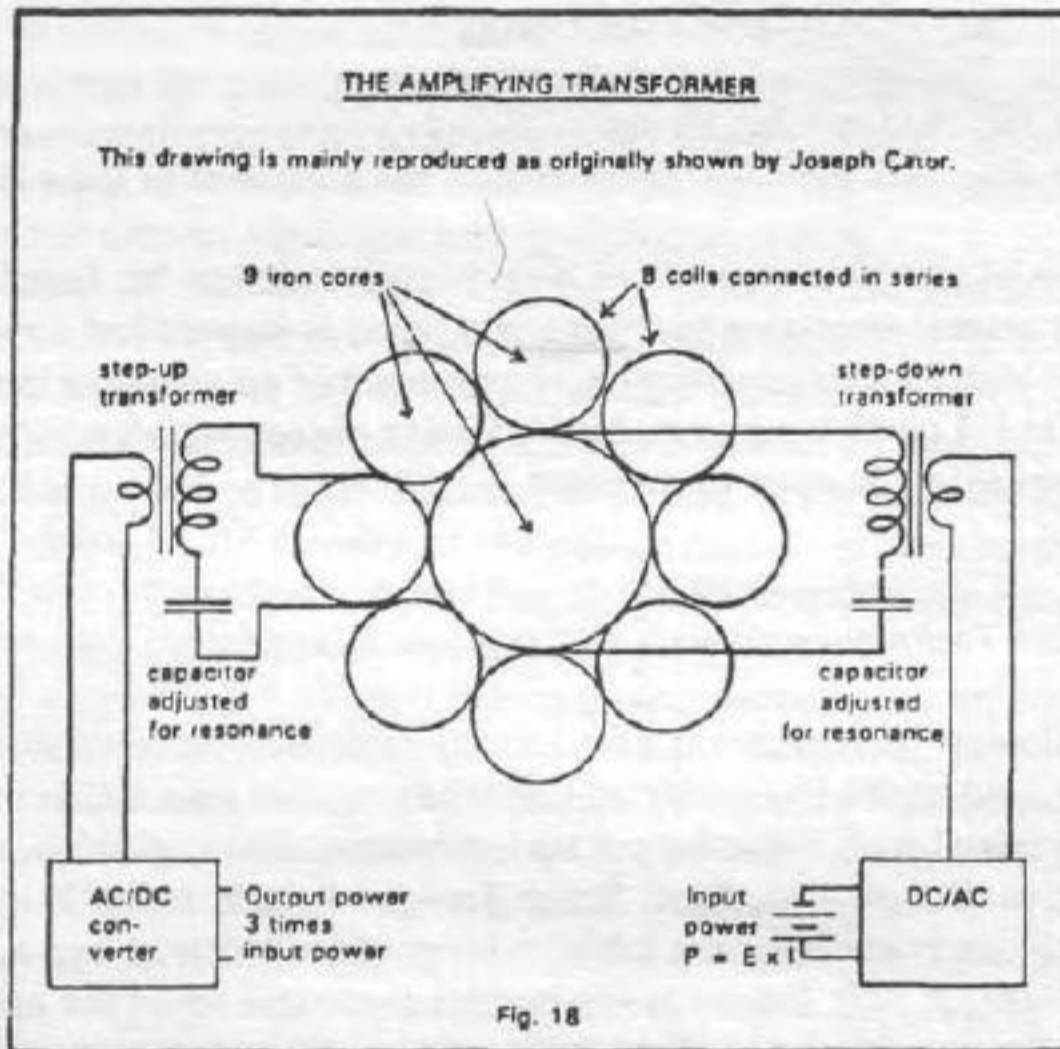 THE AMPLIFYING TRANSFORMER
This drawing is mainly reproduced as originally shown by Joseph Cator.
9 iron cores
8 coils connected in series
step-up
transformer
step-down
transformer
capacitor
adjusted
for resonance
capacitor
adjusted
for resonance
AC/DC
con-
verter
Output power
3 times
input power
Input
power
P = E x I
DC/AC
Fig. 18